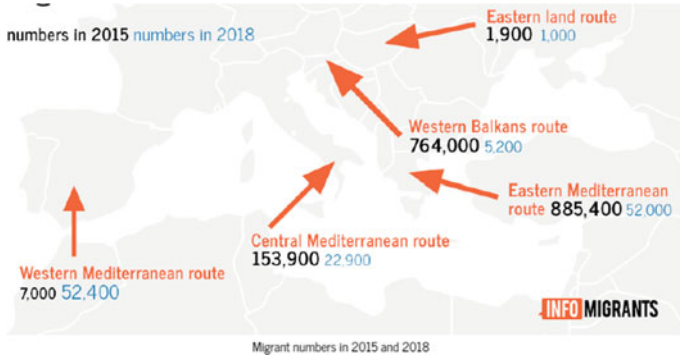 numbers in 2015 numbers in 2018
Eastern land route
1,900 1,000
Western Balkans route
764,000 5,200
Eastern Mediterranean
route 885,400 52,000
Central Mediterranean route
153,900 22,900
Western Mediterranean route
7,000 52,400
INFO MIGRANTS
Migrant numbers in 2015 and 2018